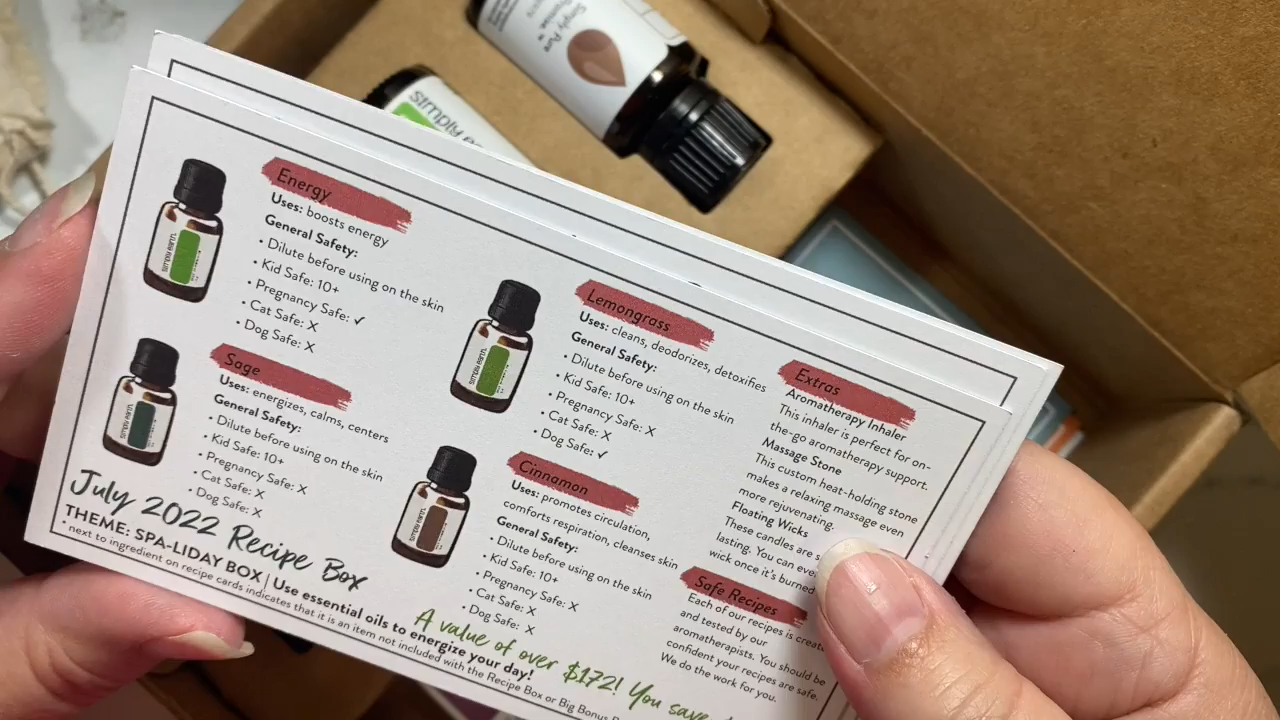 Simply Pure
simply ea
Energy
Uses: boosts energy
General Safety:
• Dilute before using on the skin
• Kid Safe: 10+
• Pregnancy Safe: ✓
• Cat Safe: X
• Dog Safe: X
Sage
Uses: energizes, calms, centers
General Safety:
• Dilute before using on the skin
• Kid Safe: 10+
• Pregnancy Safe: X
• Cat Safe: X
• Dog Safe: X
Lemongrass
Uses: cleans, deodorizes, detoxifies
General Safety:
• Dilute before using on the skin
• Kid Safe: 10+
• Pregnancy Safe: X
• Cat Safe: X
• Dog Safe: ✓
Cinnamon
Uses: promotes circulation,
comforts respiration, cleanses skin
General Safety:
• Dilute before using on the skin
• Kid Safe: 10+
• Pregnancy Safe: X
• Cat Safe: X
• Dog Safe: X
Extras
Aromatherapy Inhaler
This inhaler is perfect for on-
the-go aromatherapy support.
Massage Stone
This custom heat-holding stone
makes a relaxing massage even
more rejuvenating.
Floating Wicks
These candles are
lasting. You can
wick once it's burned
Safe Recipes
Each of our recipes is
and tested by our
aromatherapists. You should be
confident your recipes are safe.
We do the work for you.
July 2022 Recipe Box
THEME: SPA-LIDAY BOX | Use essential oils to energize your day!
• next to ingredient on recipe cards indicates that it is an item not included with the Recipe Box or Big Bonus
A value of over $172! You save
simply earth.
simply earth.
simply earth.
simply earth.